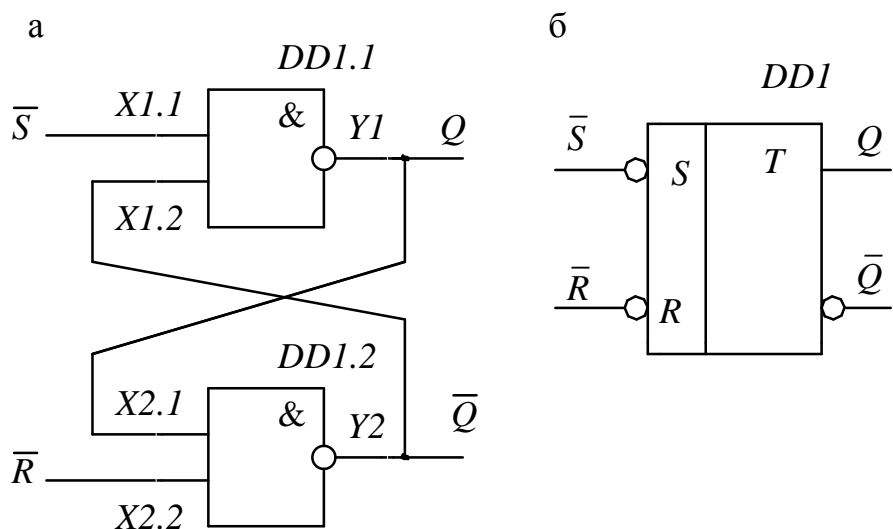 а
DD1.1
S̅
X1.1
&
Y1
Q
X1.2
DD1.2
X2.1
&
Y2
Q̅
R̅
X2.2
б
DD1
S̅
S
T
Q
R̅
R
Q̅